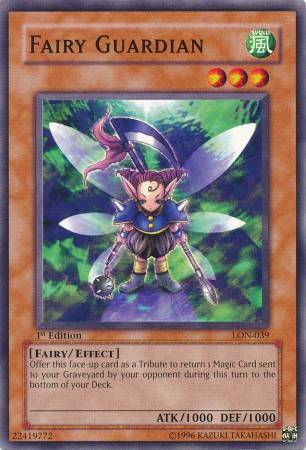 FAIRY GUARDIAN
WIND
風
1st Edition
LON-039
[FAIRY/EFFECT]
Offer this face-up card as a Tribute to return 1 Magic Card sent
to your Graveyard by your opponent during this turn to the
bottom of your Deck.
ATK/1000 DEF/1000
22419772
©1996 KAZUKI TAKAHASHI